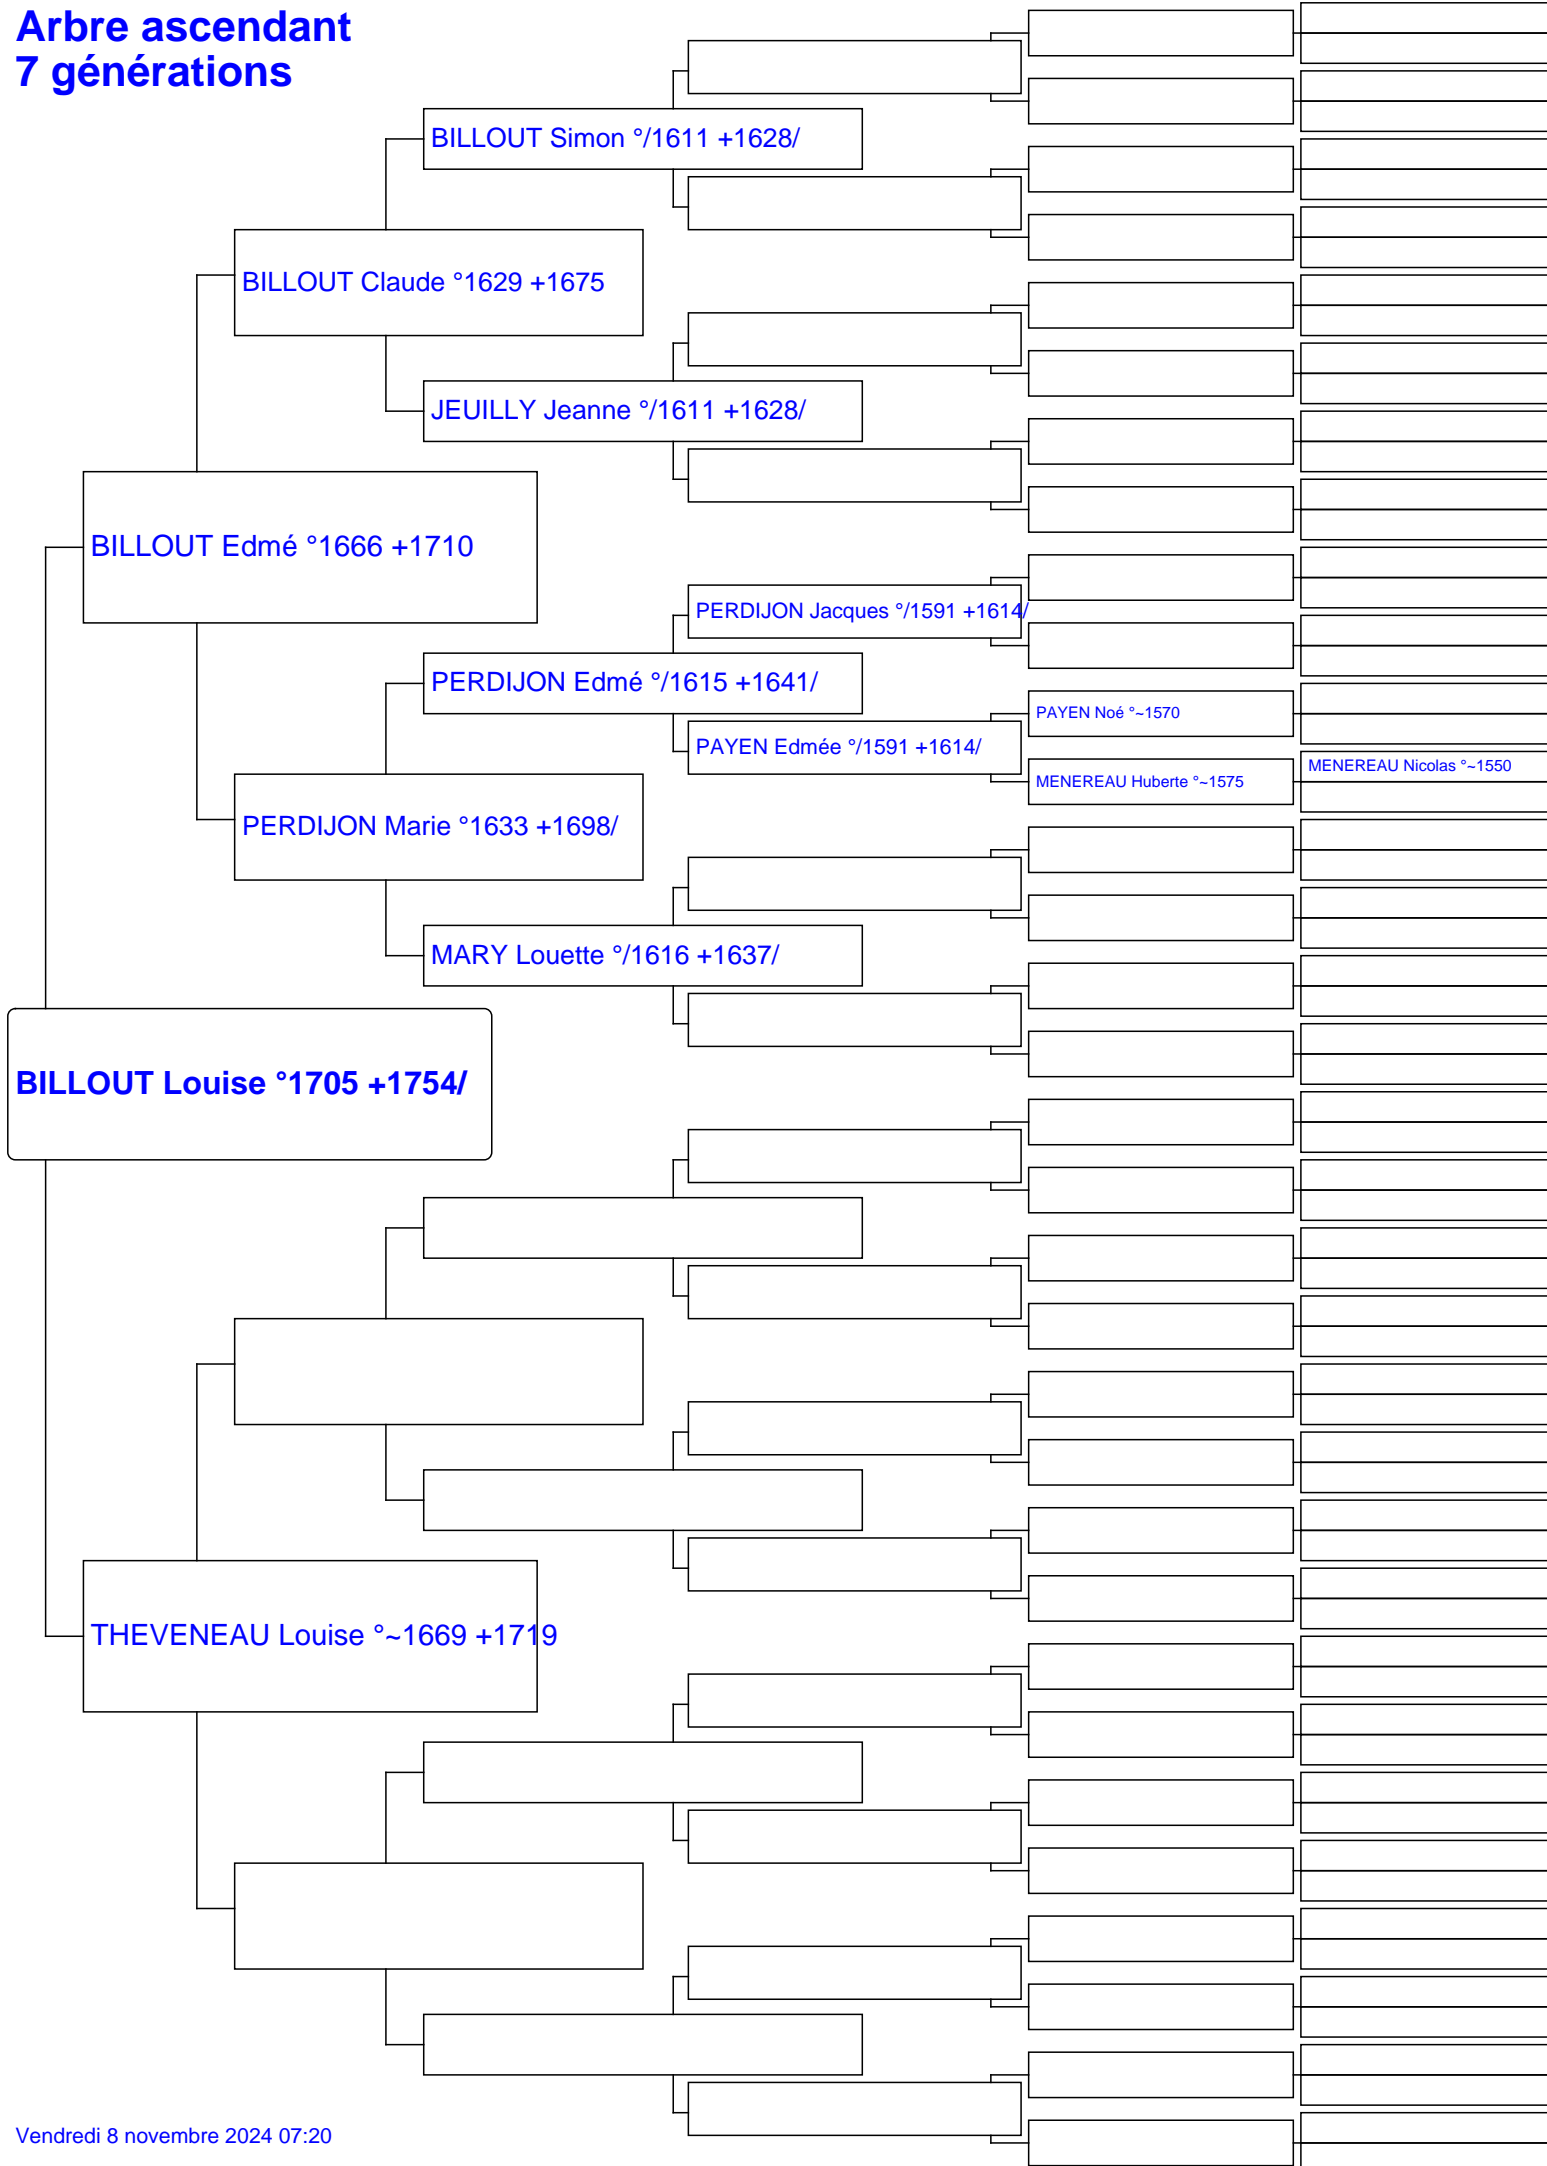 Arbre ascendant
7 générations
BILLOUT Simon °/1611 +1628/
BILLOUT Claude °1629 +1675
JEUILLY Jeanne °/1611 +1628/
BILLOUT Edmé °1666 +1710
PERDIJON Jacques °/1591 +1614/
PERDIJON Edmé °/1615 +1641/
PAYEN Noé °~1570
PAYEN Edmée °/1591 +1614/
MENEREAU Nicolas °~1550
MENEREAU Huberte °~1575
PERDIJON Marie °1633 +1698/
MARY Louette °/1616 +1637/
BILLOUT Louise °1705 +1754/
THEVENEAU Louise °~1669 +1719
Vendredi 8 novembre 2024 07:20